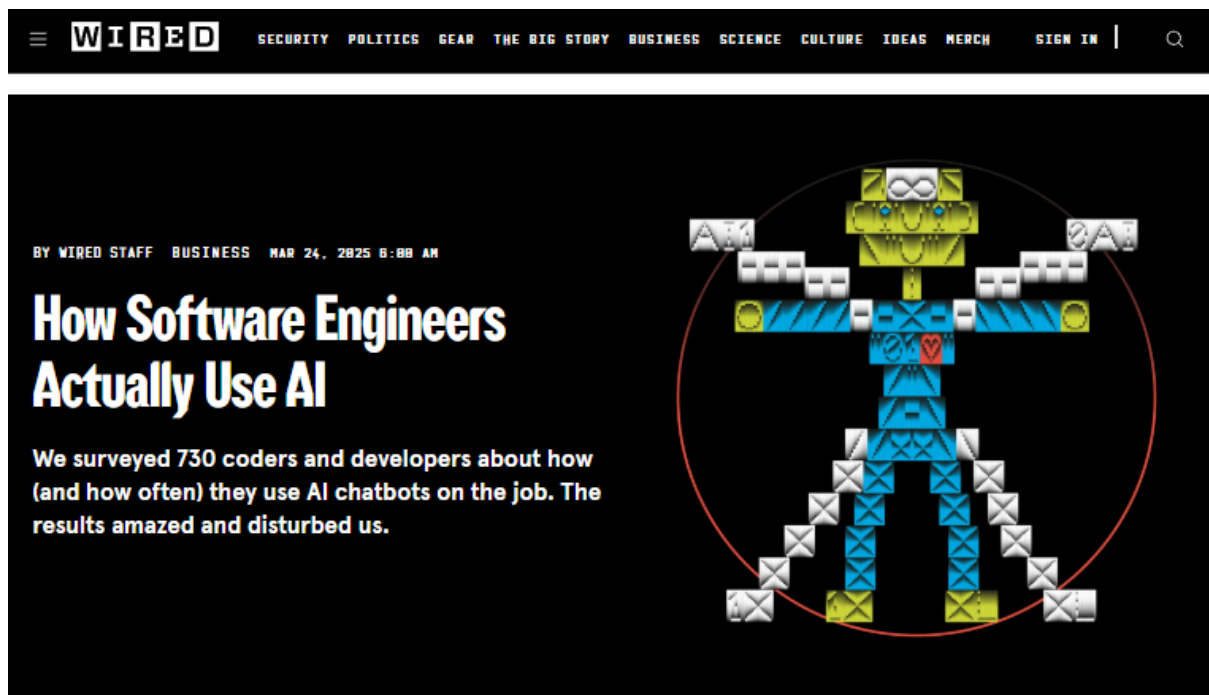 WIRED SECURITY POLITICS GEAR THE BIG STORY BUSINESS SCIENCE CULTURE IDEAS MERCH SIGN IN
BY WIRED STAFF BUSINESS MAR 24, 2025 6:00 AM
How Software Engineers
Actually Use AI
We surveyed 730 coders and developers about how
(and how often) they use AI chatbots on the job. The
results amazed and disturbed us.
AI1
0AI